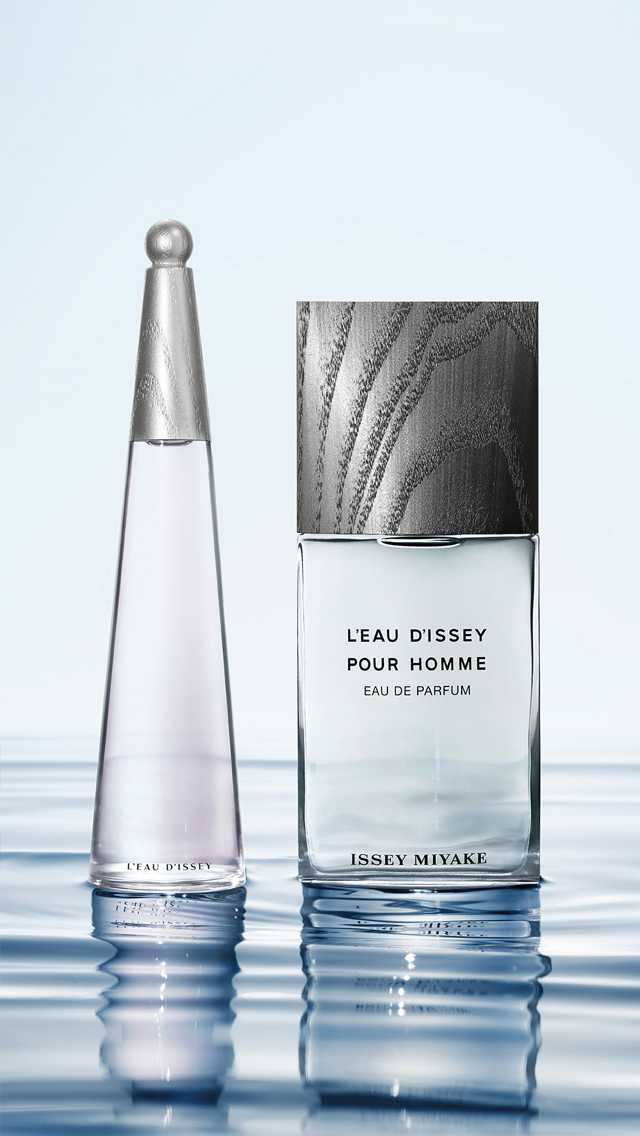 L'EAU D'ISSEY
L'EAU D'ISSEY
POUR HOMME
EAU DE PARFUM
ISSEY MIYAKE